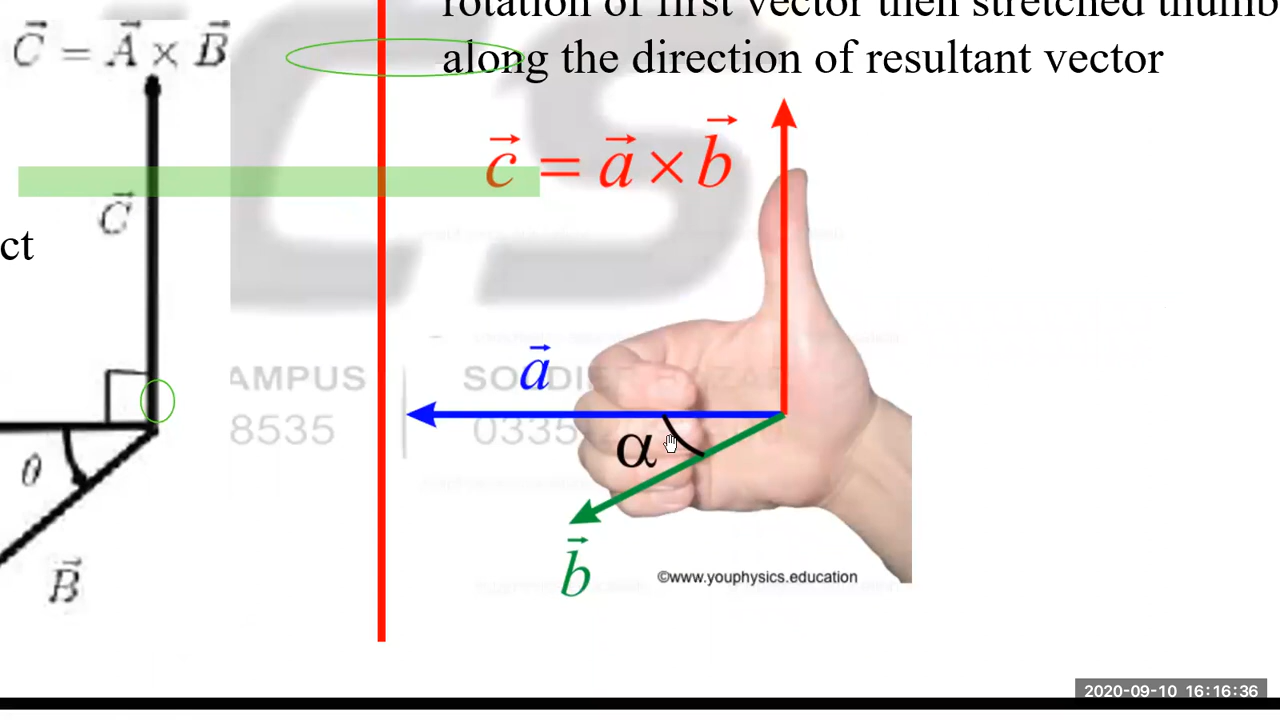 rotation of first vector then stretched thumb
along the direction of resultant vector
C⃗ = A⃗ × B⃗
c⃗ = a⃗ × b⃗
C⃗
ct
a⃗
AMPUS
8535
0335
α
θ
B⃗
b⃗
©www.youphysics.education
2020-09-10 16:16:36